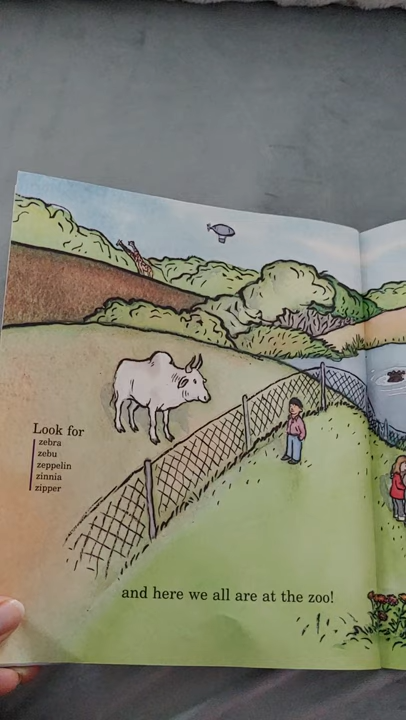 Look for
zebra
zebu
zeppelin
zinnia
zipper
and here we all are at the zoo!